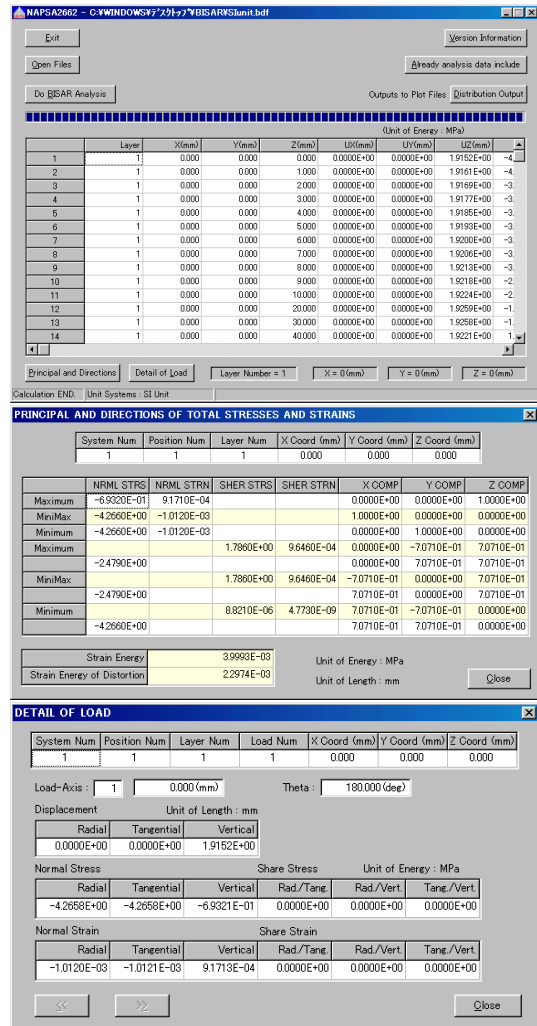 NAPSA2662 - C:¥WINDOWS¥ﾃﾞｽｸﾄｯﾌﾟ¥BISAR¥SIunit.bdf
Exit Version Information
Open Files Already analysis data include
Do BISAR Analysis Outputs to Plot Files Distribution Output
(Unit of Energy : MPa)
Layer X(mm) Y(mm) Z(mm) UX(mm) UY(mm) UZ(mm)
1 1 0.000 0.000 0.000 0.0000E+00 0.0000E+00 1.9152E+00 -4.
2 1 0.000 0.000 1.000 0.0000E+00 0.0000E+00 1.9161E+00 -4.
3 1 0.000 0.000 2.000 0.0000E+00 0.0000E+00 1.9169E+00 -3.
4 1 0.000 0.000 3.000 0.0000E+00 0.0000E+00 1.9177E+00 -3.
5 1 0.000 0.000 4.000 0.0000E+00 0.0000E+00 1.9185E+00 -3.
6 1 0.000 0.000 5.000 0.0000E+00 0.0000E+00 1.9193E+00 -3.
7 1 0.000 0.000 6.000 0.0000E+00 0.0000E+00 1.9200E+00 -3.
8 1 0.000 0.000 7.000 0.0000E+00 0.0000E+00 1.9206E+00 -3.
9 1 0.000 0.000 8.000 0.0000E+00 0.0000E+00 1.9213E+00 -3.
10 1 0.000 0.000 9.000 0.0000E+00 0.0000E+00 1.9218E+00 -2.
11 1 0.000 0.000 10.000 0.0000E+00 0.0000E+00 1.9224E+00 -2.
12 1 0.000 0.000 20.000 0.0000E+00 0.0000E+00 1.9259E+00 -1.
13 1 0.000 0.000 30.000 0.0000E+00 0.0000E+00 1.9258E+00 -1.
14 1 0.000 0.000 40.000 0.0000E+00 0.0000E+00 1.9221E+00 1.
Principal and Directions Detail of Load Layer Number = 1 X = 0(mm) Y = 0(mm) Z = 0(mm)
Calculation END. Unit Systems : SI Unit
PRINCIPAL AND DIRECTIONS OF TOTAL STRESSES AND STRAINS
System Num Position Num Layer Num X Coord (mm) Y Coord (mm) Z Coord (mm)
1 1 1 0.000 0.000 0.000
NRML STRS NRML STRN SHER STRS SHER STRN X COMP Y COMP Z COMP
Maximum -6.9320E-01 9.1710E-04 0.0000E+00 0.0000E+00 1.0000E+00
MiniMax -4.2660E+00 -1.0120E-03 1.0000E+00 0.0000E+00 0.0000E+00
Minimum -4.2660E+00 -1.0120E-03 0.0000E+00 1.0000E+00 0.0000E+00
Maximum 1.7860E+00 9.6460E-04 0.0000E+00 -7.0710E-01 7.0710E-01
-2.4790E+00 0.0000E+00 7.0710E-01 7.0710E-01
MiniMax 1.7860E+00 9.6460E-04 -7.0710E-01 0.0000E+00 7.0710E-01
-2.4790E+00 7.0710E-01 0.0000E+00 7.0710E-01
Minimum 8.8210E-06 4.7730E-09 7.0710E-01 -7.0710E-01 0.0000E+00
-4.2660E+00 7.0710E-01 7.0710E-01 0.0000E+00
Strain Energy 3.9993E-03 Unit of Energy : MPa
Strain Energy of Distortion 2.2974E-03 Unit of Length : mm Close
DETAIL OF LOAD
System Num Position Num Layer Num Load Num X Coord (mm) Y Coord (mm) Z Coord (mm)
1 1 1 1 0.000 0.000 0.000
Load-Axis : 1 0.000 (mm) Theta : 180.000 (deg)
Displacement Unit of Length : mm
Radial Tangential Vertical
0.0000E+00 0.0000E+00 1.9152E+00
Normal Stress Share Stress Unit of Energy : MPa
Radial Tangential Vertical Rad./Tang. Rad./Vert. Tang./Vert.
-4.2658E+00 -4.2658E+00 -6.9321E-01 0.0000E+00 0.0000E+00 0.0000E+00
Normal Strain Share Strain
Radial Tangential Vertical Rad./Tang. Rad./Vert. Tang./Vert.
-1.0120E-03 -1.0121E-03 9.1713E-04 0.0000E+00 0.0000E+00 0.0000E+00
<< >> Close